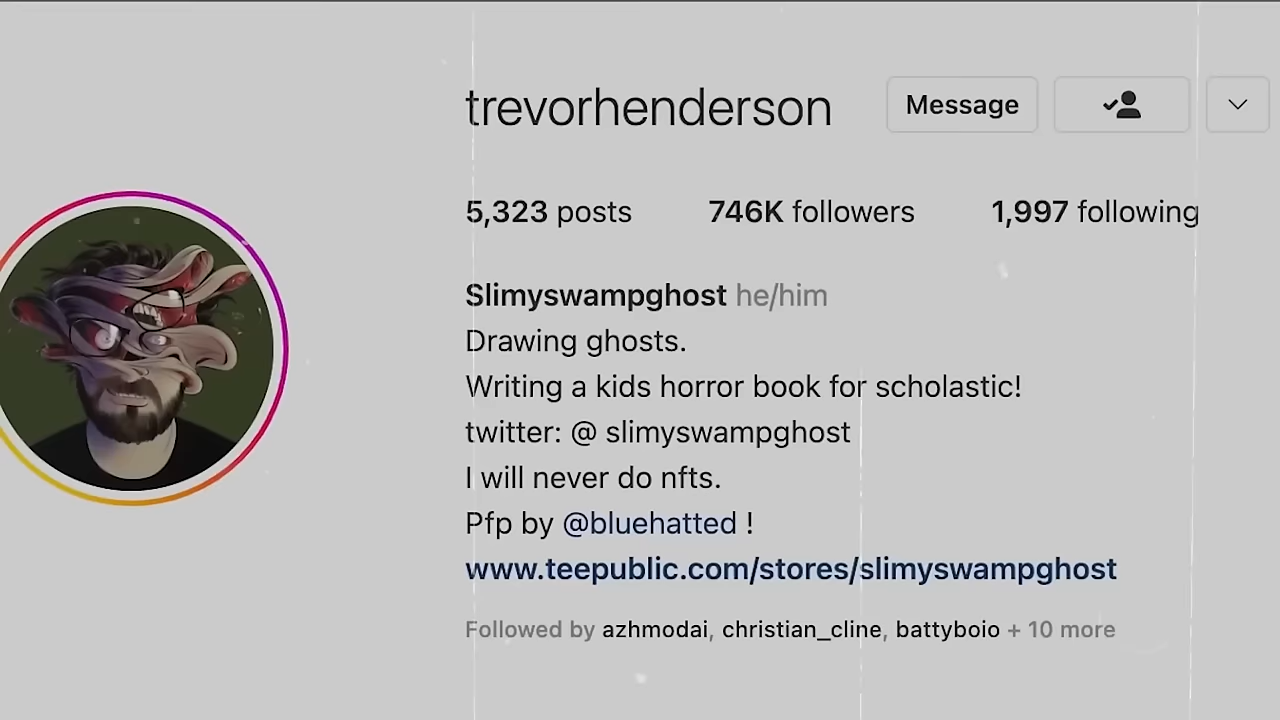 trevorhenderson Message
5,323 posts 746K followers 1,997 following
Slimyswampghost he/him
Drawing ghosts.
Writing a kids horror book for scholastic!
twitter: @ slimyswampghost
I will never do nfts.
Pfp by @bluehatted !
www.teepublic.com/stores/slimyswampghost
Followed by azhmodai, christian_cline, battyboio + 10 more